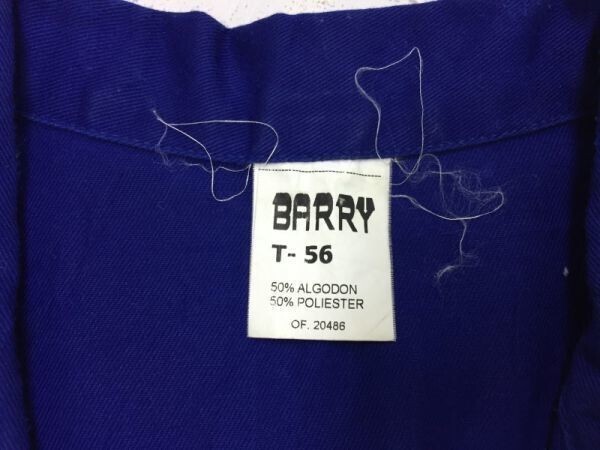 BARRY
T- 56
50% ALGODON
50% POLIESTER
OF. 20486